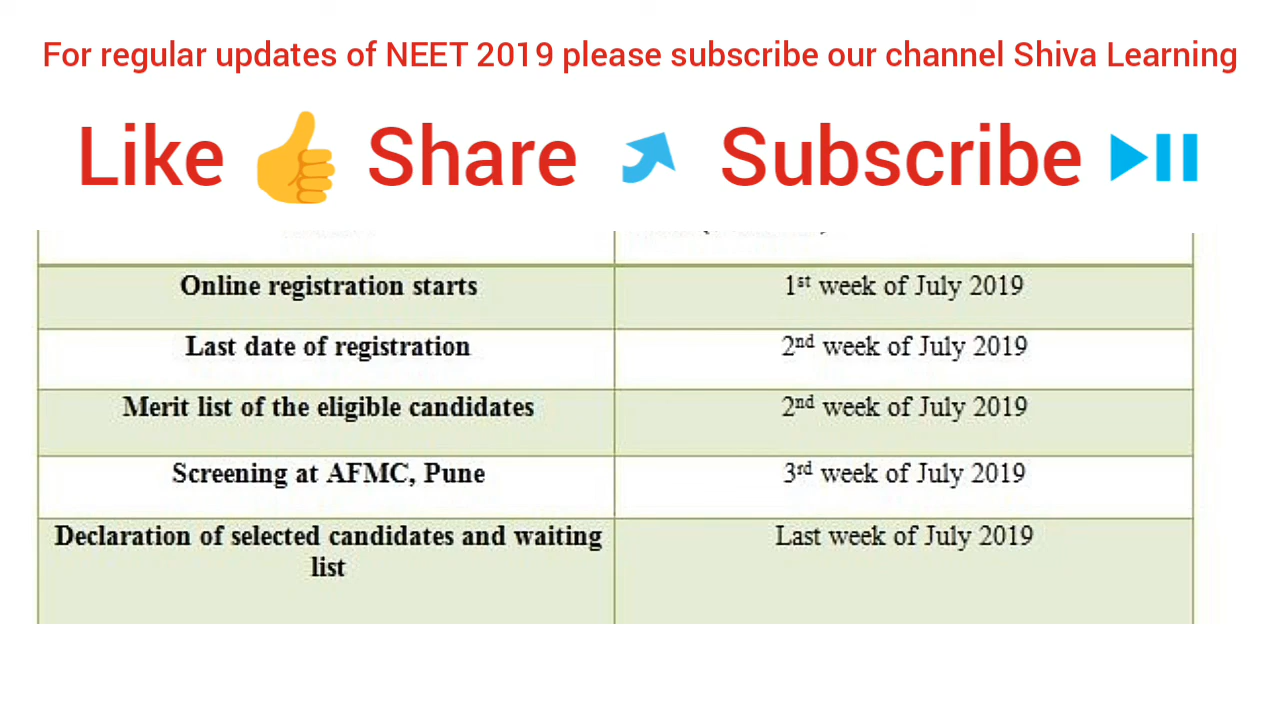 For regular updates of NEET 2019 please subscribe our channel Shiva Learning
Like 👍 Share Subscribe
Online registration starts 1st week of July 2019
Last date of registration 2nd week of July 2019
Merit list of the eligible candidates 2nd week of July 2019
Screening at AFMC, Pune 3rd week of July 2019
Declaration of selected candidates and waiting Last week of July 2019
list